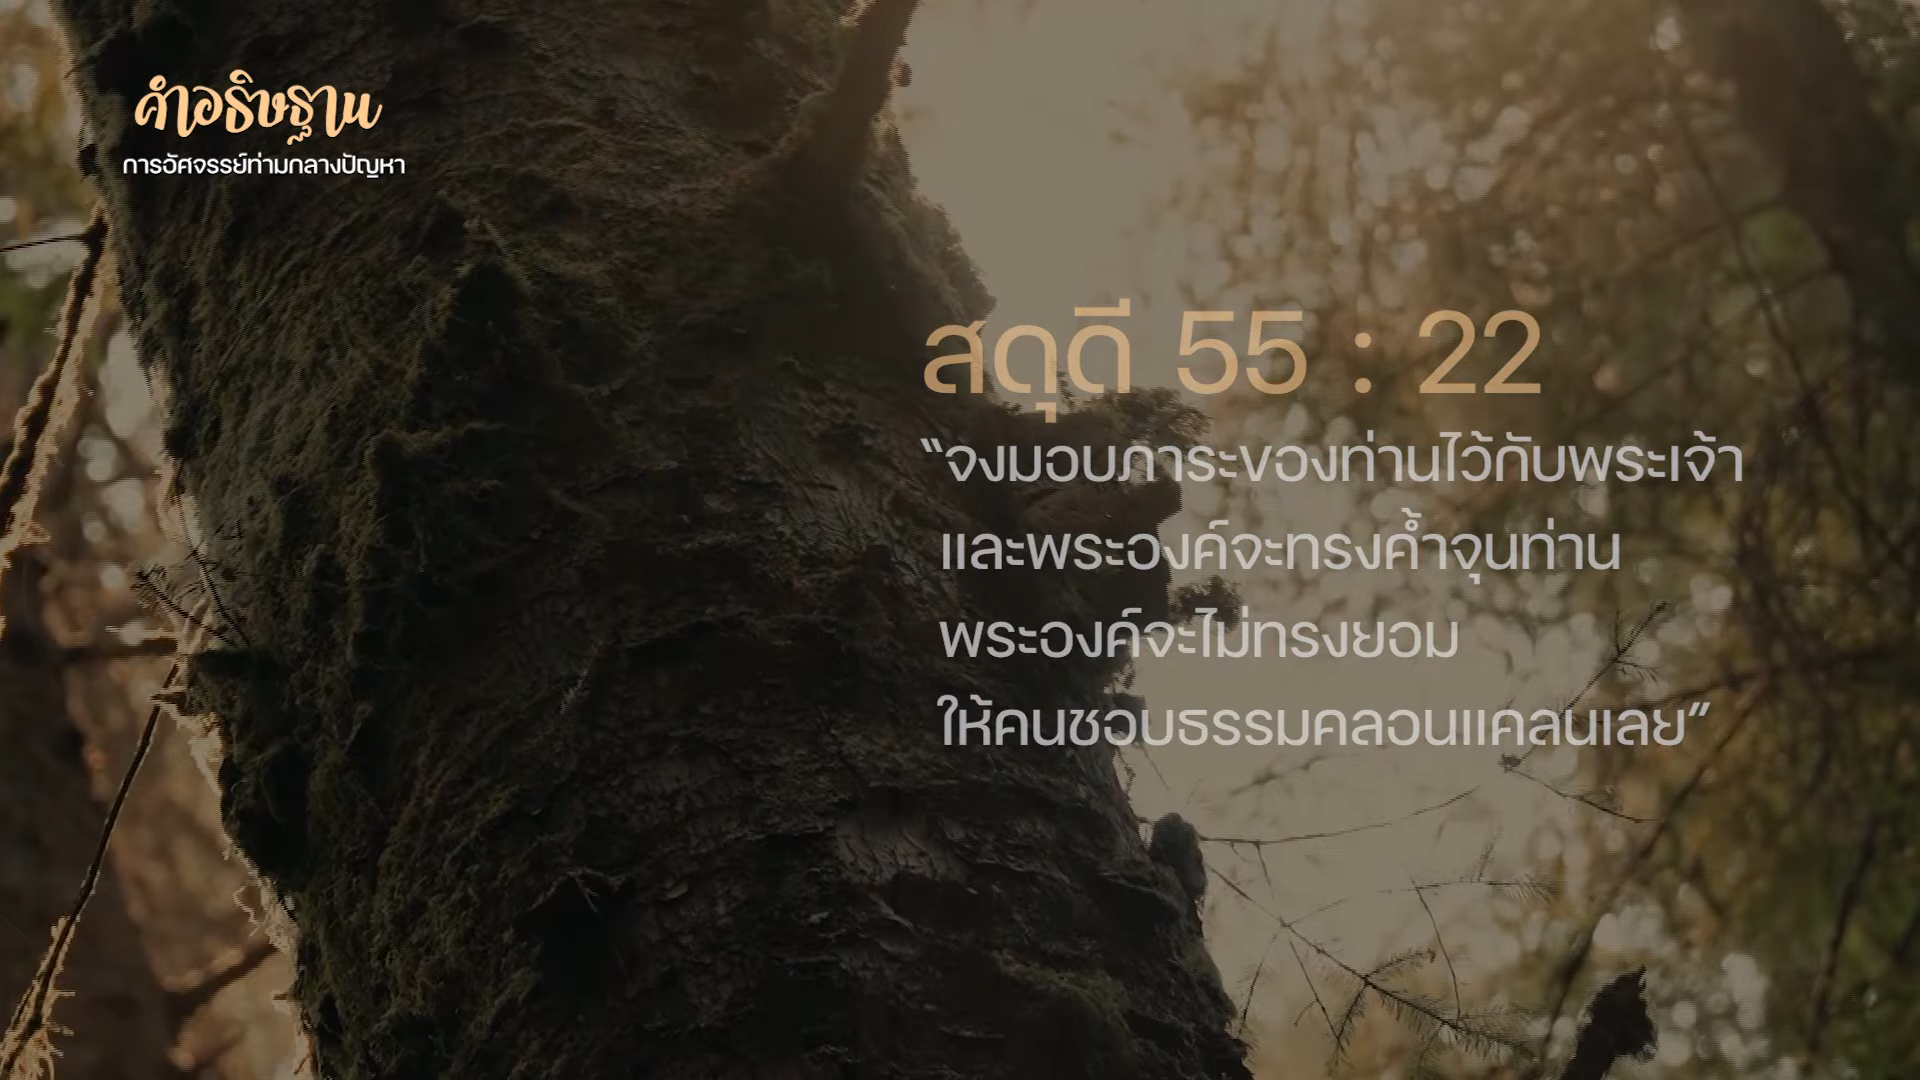 คำอธิษฐาน
การอัศจรรย์ท่ามกลางปัญหา
สดุดี 55 : 22
“จงมอบภาระของท่านไว้กับพระเจ้า
และพระองค์จะทรงค้ำจุนท่าน
พระองค์จะไม่ทรงยอม
ให้คนชอบธรรมคลอนแคลนเลย”